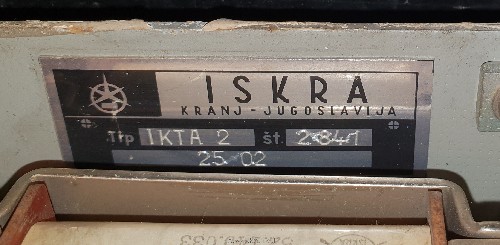 ISKRA
KRANJ - JUGOSLAVIJA
Tip IKTA 2 št. 2841
25 02